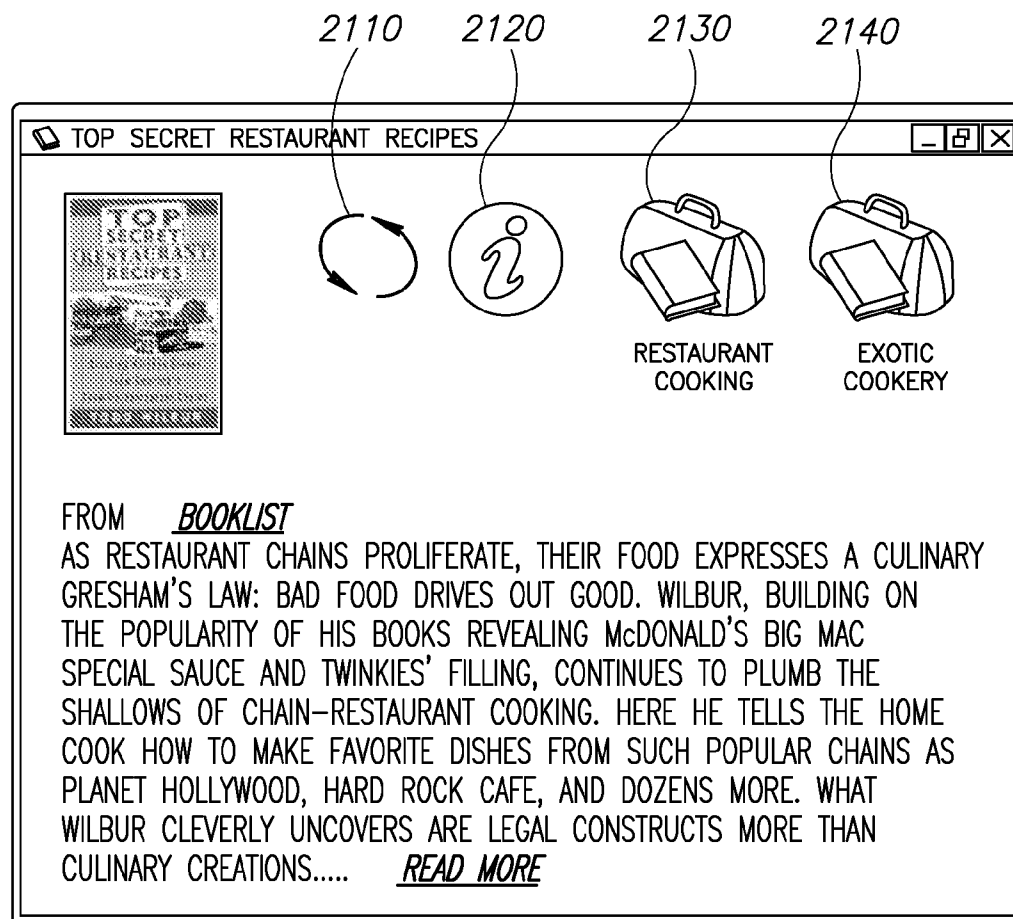 2110 2120 2130 2140
TOP SECRET RESTAURANT RECIPES
TOP
SECRET
RESTAURANT
RECIPES
RESTAURANT
COOKING
EXOTIC
COOKERY
FROM BOOKLIST
AS RESTAURANT CHAINS PROLIFERATE, THEIR FOOD EXPRESSES A CULINARY
GRESHAM'S LAW: BAD FOOD DRIVES OUT GOOD. WILBUR, BUILDING ON
THE POPULARITY OF HIS BOOKS REVEALING McDONALD'S BIG MAC
SPECIAL SAUCE AND TWINKIES' FILLING, CONTINUES TO PLUMB THE
SHALLOWS OF CHAIN-RESTAURANT COOKING. HERE HE TELLS THE HOME
COOK HOW TO MAKE FAVORITE DISHES FROM SUCH POPULAR CHAINS AS
PLANET HOLLYWOOD, HARD ROCK CAFE, AND DOZENS MORE. WHAT
WILBUR CLEVERLY UNCOVERS ARE LEGAL CONSTRUCTS MORE THAN
CULINARY CREATIONS..... READ MORE